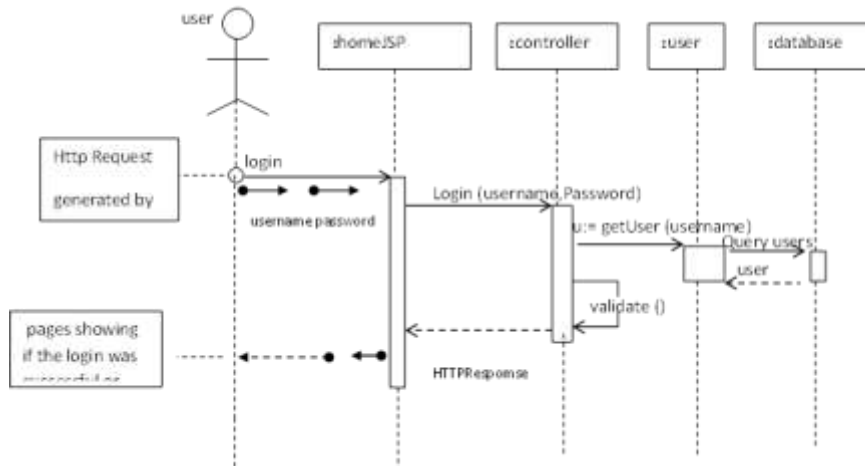 user
:homeJSP
:controller
:user
:database
Http Request
generated by
login
username password
Login (username,Password)
u:= getUser (username)
Query users
user
validate ()
pages showing
if the login was
HTTPResponse